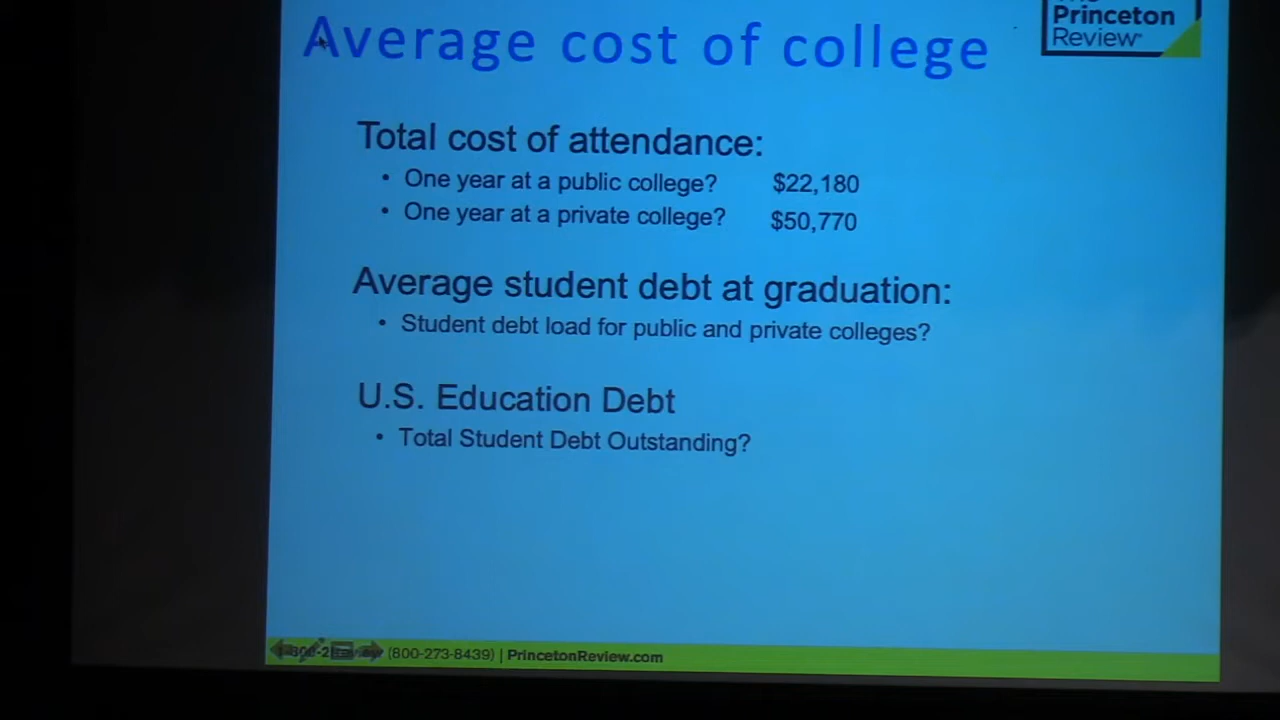 Average cost of college
Princeton
Review
Total cost of attendance:
• One year at a public college? $22,180
• One year at a private college? $50,770
Average student debt at graduation:
• Student debt load for public and private colleges?
U.S. Education Debt
• Total Student Debt Outstanding?
(800-273-8439) | PrincetonReview.com